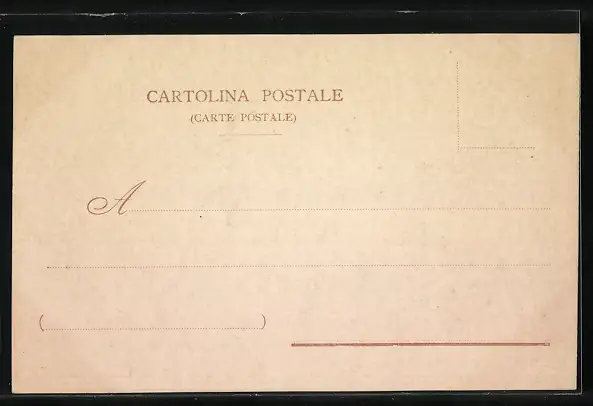 CARTOLINA POSTALE
(CARTE POSTALE)
A
( )